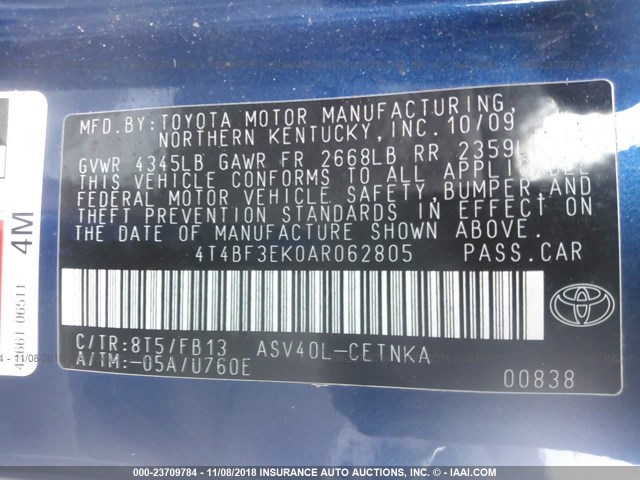 MFD.BY:TOYOTA MOTOR MANUFACTURING,
NORTHERN KENTUCKY, INC. 10/09
GVWR 4345LB GAWR FR 2668LB RR 2359
THIS VEHICLE CONFORMS TO ALL APPLICABLE
FEDERAL MOTOR VEHICLE SAFETY, BUMPER, AND
THEFT PREVENTION STANDARDS IN EFFECT ON
THE DATE OF MANUFACTURE SHOWN ABOVE.
4T4BF3EK0AR062805 PASS.CAR
C/TR:8T5/FB13 ASV40L-CETNKA
A/TM:-05A/U760E
00838
4M
06511
000-23709784 - 11/08/2018 INSURANCE AUTO AUCTIONS, INC. (C) - IAAI.COM